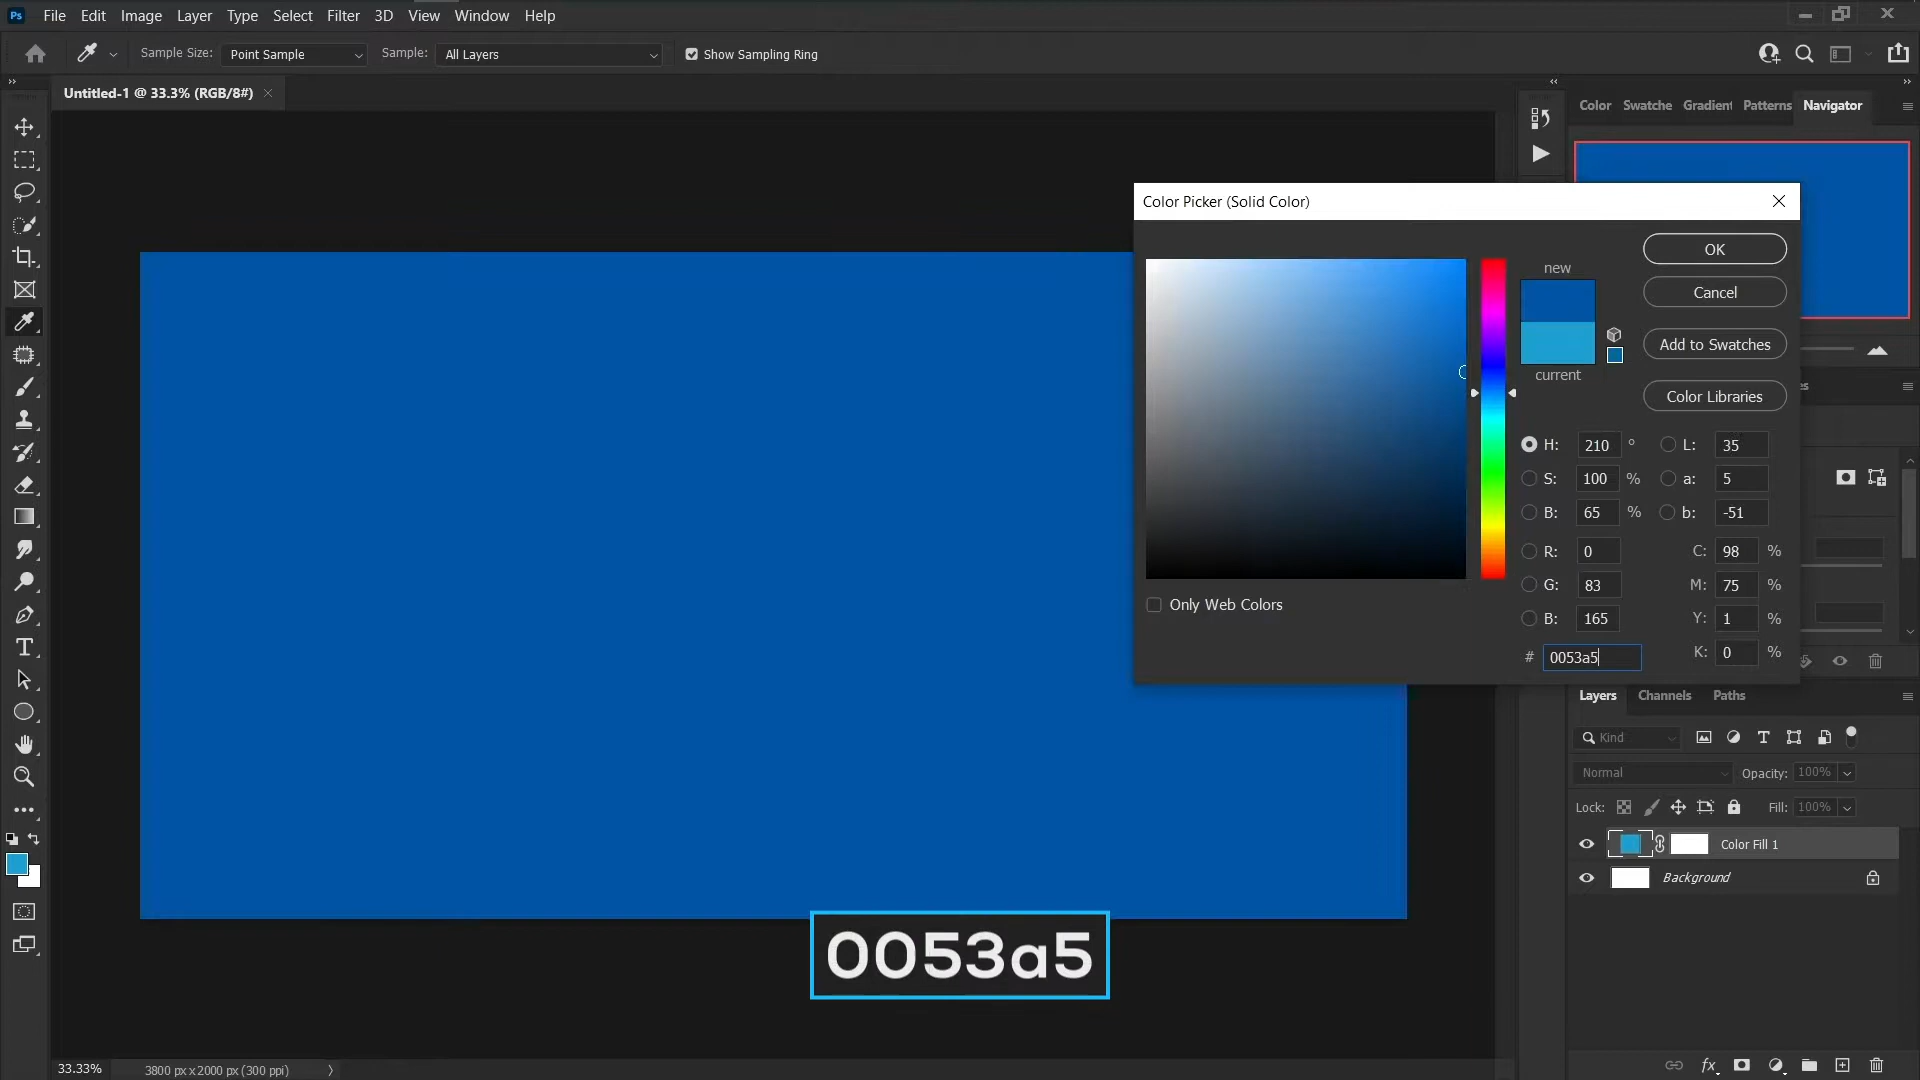 Ps File Edit Image Layer Type Select Filter 3D View Window Help
Sample Size: Point Sample Sample: All Layers Show Sampling Ring
Untitled-1 @ 33.3% (RGB/8#)
Color Swatche Gradient Patterns Navigator
Color Picker (Solid Color)
new
current
OK
Cancel
Add to Swatches
Color Libraries
H: 210 ° L: 35
S: 100 % a: 5
B: 65 % b: -51
R: 0 C: 98 %
G: 83 M: 75 %
B: 165 Y: 1 %
# 0053a5 K: 0 %
Only Web Colors
Layers Channels Paths
Kind
Normal Opacity: 100%
Lock: Fill: 100%
Color Fill 1
Background
fx
0053a5
33.33% 3800 px x 2000 px (300 ppi)